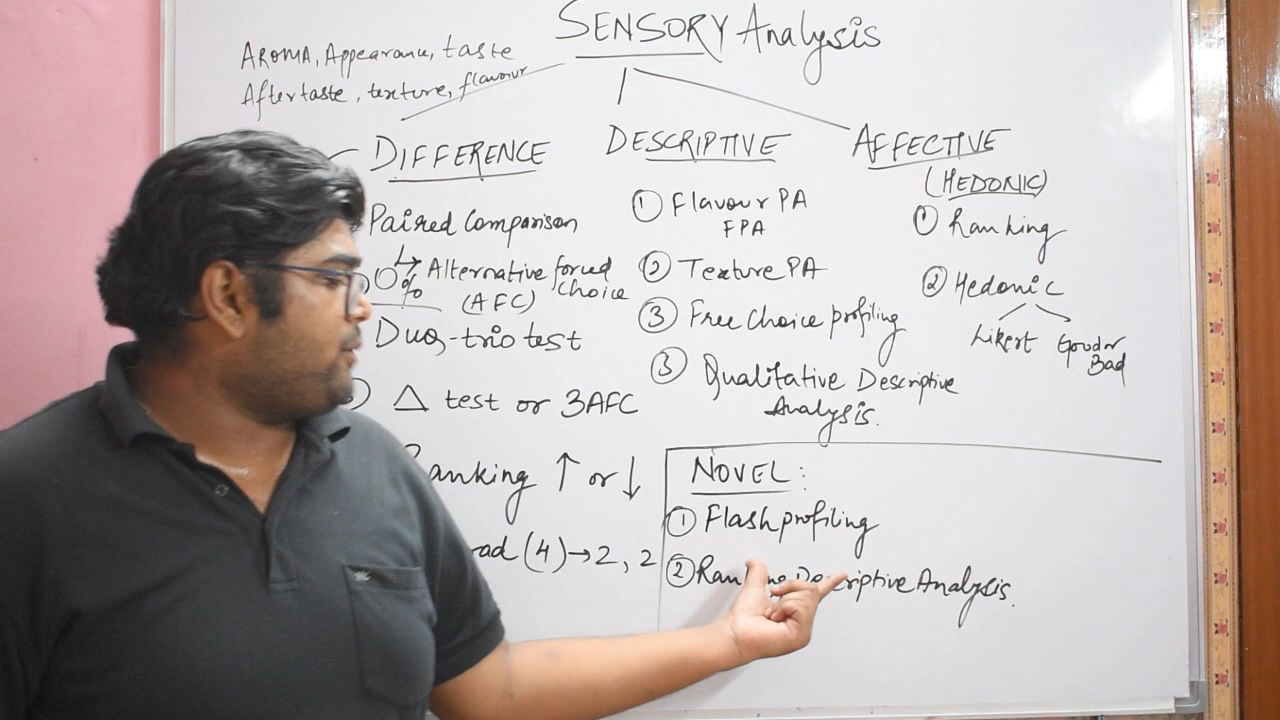 SENSORY Analysis
AROMA, Appearance, taste
Aftertaste, texture, flavour
DIFFERENCE
Paired Comparison
Alternative forced
(AFC) choice
Duo-trio test
△ test or 3AFC
anking ↑ or ↓
rad (4) → 2, 2
DESCRIPTIVE
① Flavour PA
FPA
② Texture PA
③ Free Choice profiling
③ Qualitative Descriptive
Analysis.
AFFECTIVE
(HEDONIC)
① Ranking
② Hedonic
Likert Good or
Bad
NOVEL:
① Flash profiling
② Ranking Descriptive Analysis.